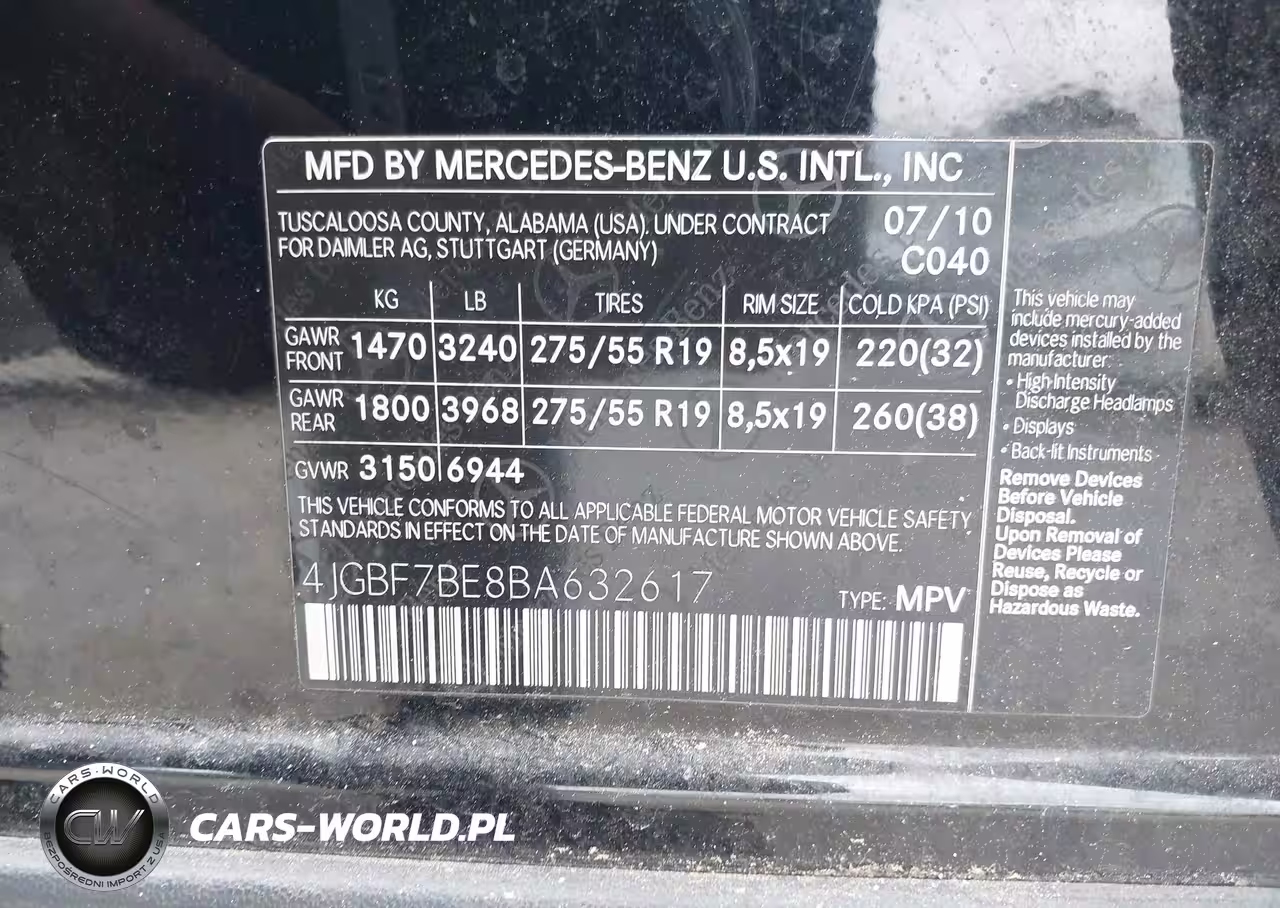 MFD BY MERCEDES-BENZ U.S. INTL., INC
TUSCALOOSA COUNTY, ALABAMA (USA). UNDER CONTRACT
FOR DAIMLER AG, STUTTGART (GERMANY)
07/10
C040
KG LB TIRES RIM SIZE COLD KPA (PSI)
GAWR FRONT 1470 3240 275/55 R19 8,5x19 220(32)
GAWR REAR 1800 3968 275/55 R19 8,5x19 260(38)
GVWR 3150 6944
THIS VEHICLE CONFORMS TO ALL APPLICABLE FEDERAL MOTOR VEHICLE SAFETY
STANDARDS IN EFFECT ON THE DATE OF MANUFACTURE SHOWN ABOVE.
4JGBF7BE8BA632617
TYPE: MPV
This vehicle may
include mercury-added
devices installed by the
manufacturer:
• High-Intensity
Discharge Headlamps
• Displays
• Back-lit Instruments
Remove Devices
Before Vehicle
Disposal.
Upon Removal of
Devices Please
Reuse, Recycle or
Dispose as
Hazardous Waste.
CARS-WORLD
CW
BEZPOŚREDNI IMPORT Z USA
CARS-WORLD.PL